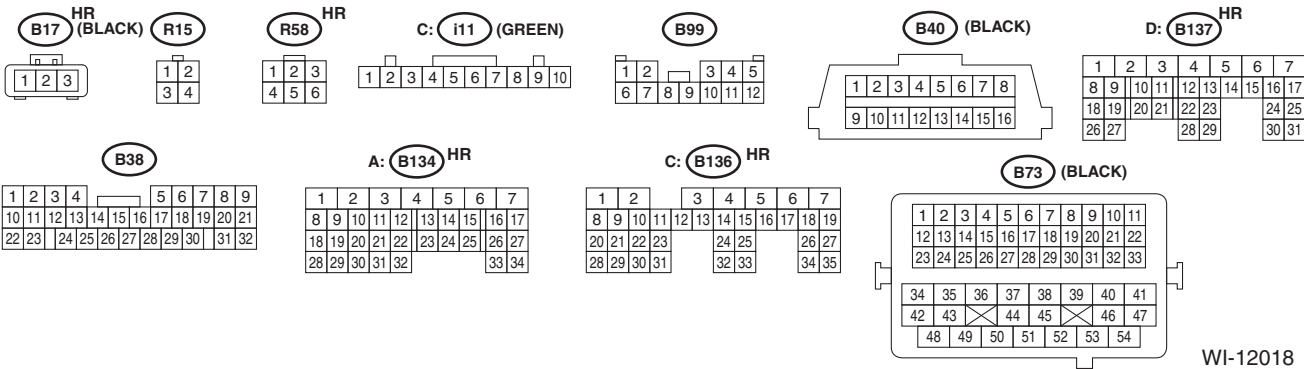 B17 HR (BLACK)
1 2 3
R15
1 2
3 4
R58 HR
1 2 3
4 5 6
C: i11 (GREEN)
1 2 3 4 5 6 7 8 9 10
B99
1 2 3 4 5
6 7 8 9 10 11 12
B40 (BLACK)
1 2 3 4 5 6 7 8
9 10 11 12 13 14 15 16
D: B137 HR
1 2 3 4 5 6 7
8 9 10 11 12 13 14 15 16 17
18 19 20 21 22 23 24 25
26 27 28 29 30 31
B38
1 2 3 4 5 6 7 8 9
10 11 12 13 14 15 16 17 18 19 20 21
22 23 24 25 26 27 28 29 30 31 32
A: B134 HR
1 2 3 4 5 6 7
8 9 10 11 12 13 14 15 16 17
18 19 20 21 22 23 24 25 26 27
28 29 30 31 32 33 34
C: B136 HR
1 2 3 4 5 6 7
8 9 10 11 12 13 14 15 16 17 18 19
20 21 22 23 24 25 26 27
28 29 30 31 32 33 34 35
B73 (BLACK)
1 2 3 4 5 6 7 8 9 10 11
12 13 14 15 16 17 18 19 20 21 22
23 24 25 26 27 28 29 30 31 32 33
34 35 36 37 38 39 40 41
42 43 44 45 46 47
48 49 50 51 52 53 54
WI-12018